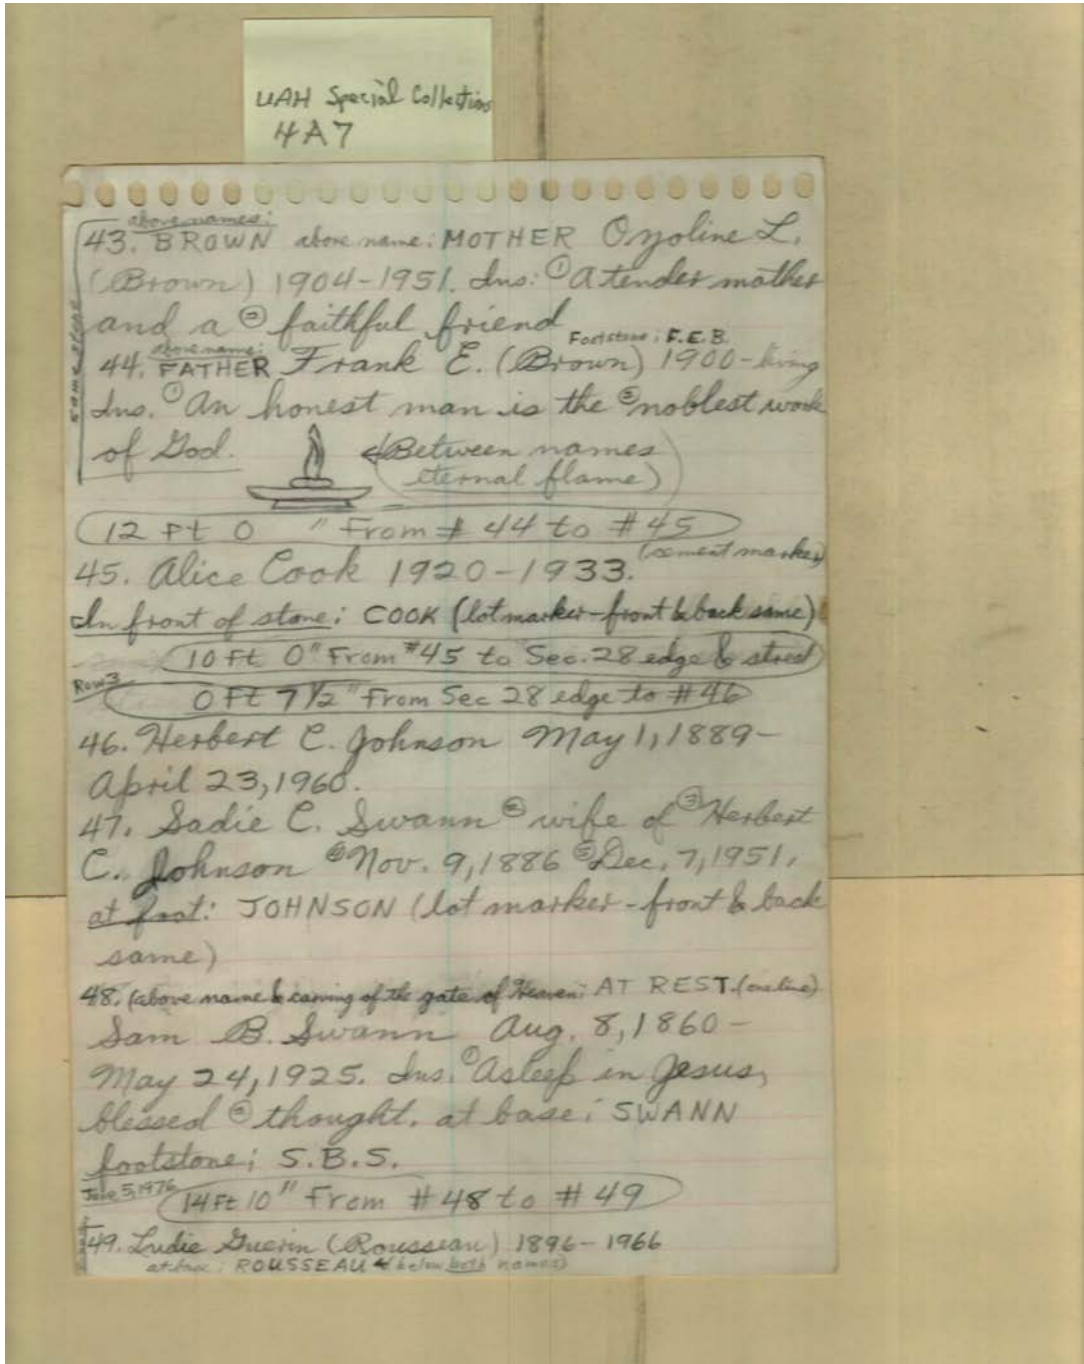 UAH Special Collections
4A7
above names:
43. BROWN above name: MOTHER Ozoline L.
(Brown) 1904-1951. Ins: ① A tender mother
and a ② faithful friend
Footstone: F.E.B.
above name:
44. FATHER Frank E. (Brown) 1900-living
Ins. ① An honest man is the ② noblest work
of God.
(Between names
eternal flame)
same stone
12 Ft 0 " From # 44 to #45
(cement marker)
45. Alice Cook 1920-1933.
In front of stone: COOK (lot marker-front & back same)
10 Ft 0" From #45 to Sec. 28 edge & street
Row 3
0 Ft 7 1/2" From Sec 28 edge to #46
46. Herbert C. Johnson May 1, 1889-
April 23, 1960.
47. Sadie C. Swann ② wife of ③ Herbert
C. Johnson ④ Nov. 9, 1886 ⑤ Dec. 7, 1951.
at foot: JOHNSON (lot marker-front & back
same)
48. (above name & carving of the gate of Heaven: AT REST. (one line)
Sam B. Swann Aug. 8, 1860-
May 24, 1925. Ins. ① Asleep in Jesus,
blessed ② thought. at base: SWANN
footstone: S.B.S.
June 5, 1976
14 Ft 10" From #48 to #49
49. Ludie Guerin (Rousseau) 1896-1966
at base: ROUSSEAU (below both names)